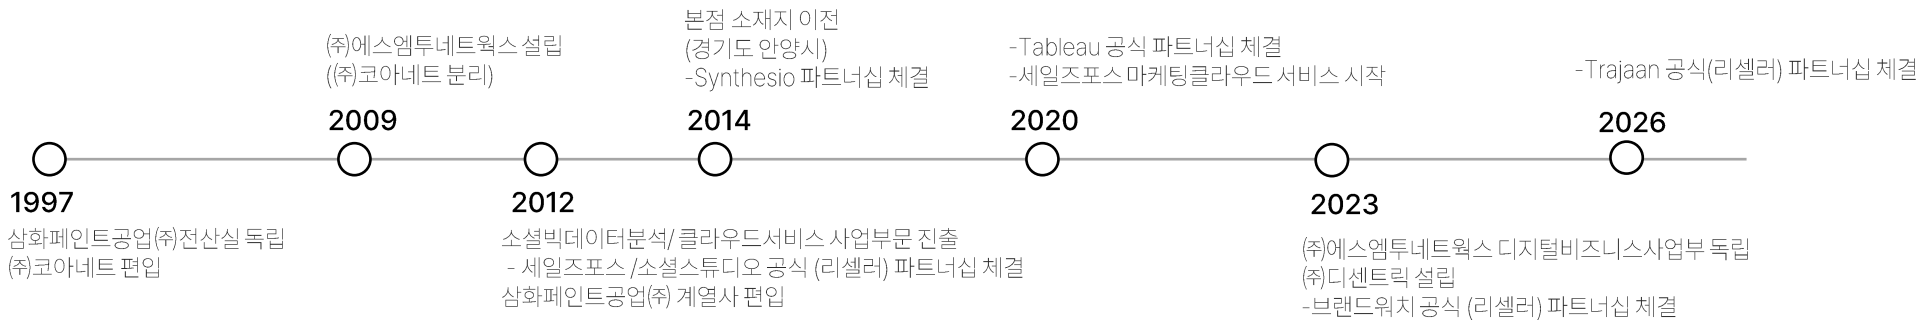 1997
삼화페인트공업㈜전산실 독립
㈜코아네트 편입
㈜에스엠투네트웍스 설립
(㈜코아네트 분리)
2009
2012
소셜빅데이터분석/ 클라우드서비스 사업부문 진출
- 세일즈포스 /소셜스튜디오 공식 (리셀러) 파트너십 체결
삼화페인트공업㈜ 계열사 편입
본점 소재지 이전
(경기도 안양시)
-Synthesio 파트너십 체결
2014
-Tableau 공식 파트너십 체결
-세일즈포스 마케팅클라우드 서비스 시작
2020
2023
㈜에스엠투네트웍스 디지털비즈니스사업부 독립
㈜디센트릭 설립
-브랜드워치 공식 (리셀러) 파트너십 체결
-Trajaan 공식(리셀러) 파트너십 체결
2026